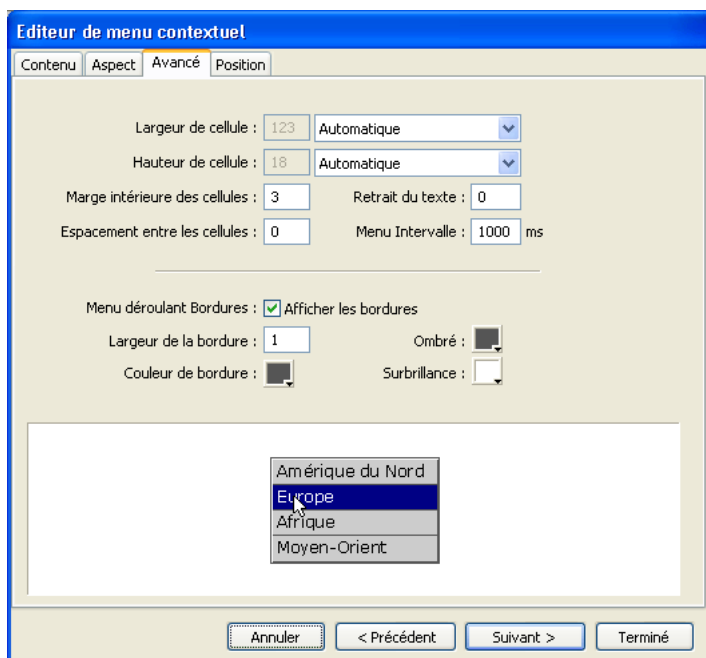 Editeur de menu contextuel
Contenu Aspect Avancé Position
Largeur de cellule : 123 Automatique
Hauteur de cellule : 18 Automatique
Marge intérieure des cellules : 3 Retrait du texte : 0
Espacement entre les cellules : 0 Menu Intervalle : 1000 ms
Menu déroulant Bordures : Afficher les bordures
Largeur de la bordure : 1 Ombré :
Couleur de bordure : Surbrillance :
Amérique du Nord
Europe
Afrique
Moyen-Orient
Annuler < Précédent Suivant > Terminé